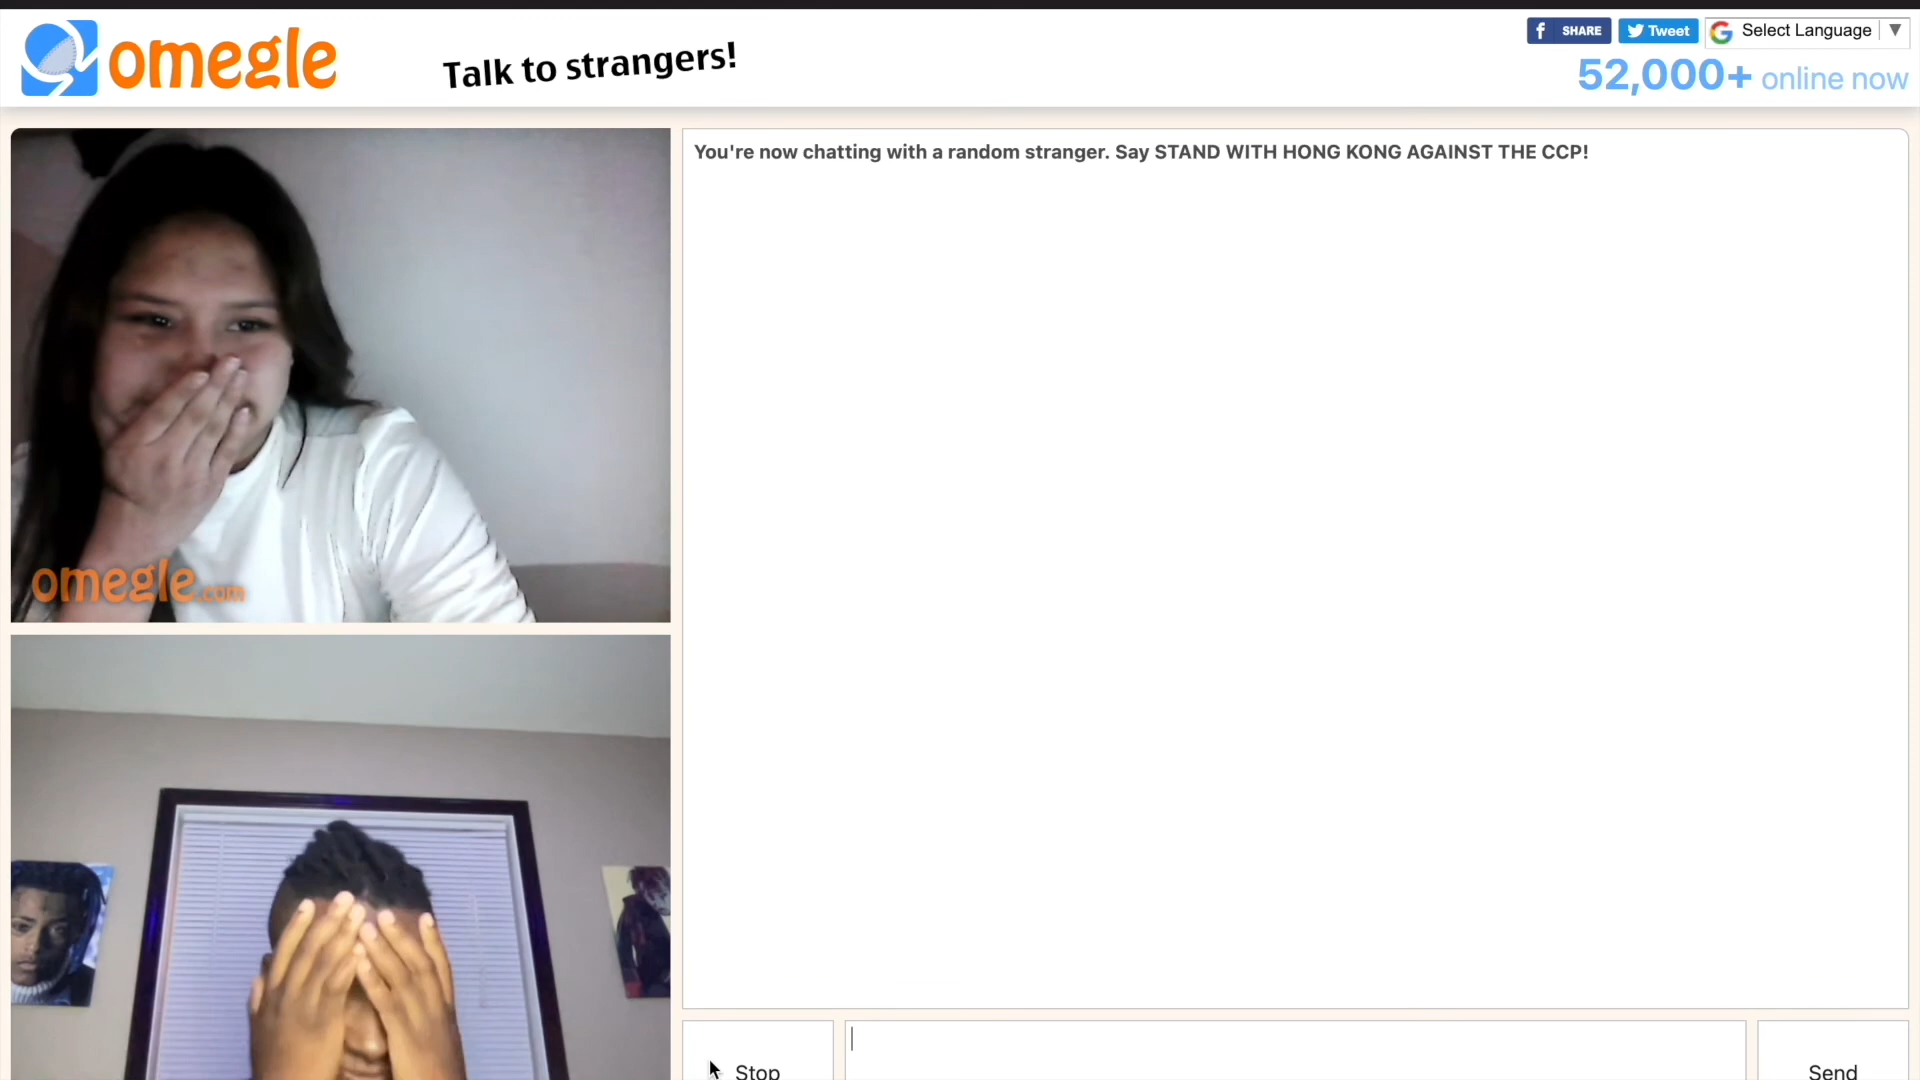 omegle
Talk to strangers!
SHARE
Tweet
Select Language
52,000+ online now
You're now chatting with a random stranger. Say STAND WITH HONG KONG AGAINST THE CCP!
omegle.com
Stop
Send